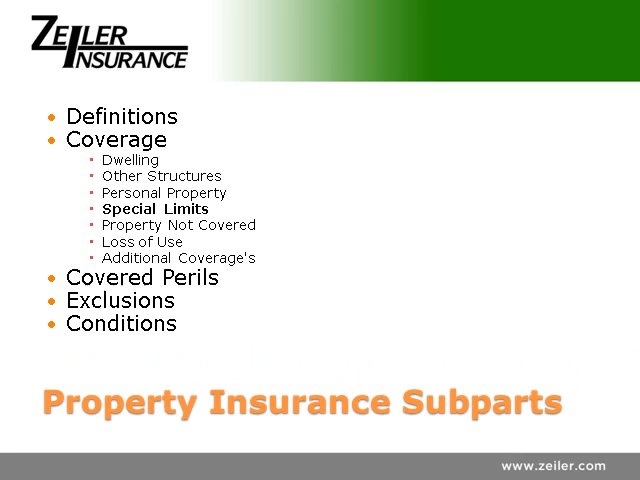 ZEILER
INSURANCE
• Definitions
• Coverage
• Dwelling
• Other Structures
• Personal Property
• Special Limits
• Property Not Covered
• Loss of Use
• Additional Coverage's
• Covered Perils
• Exclusions
• Conditions
Property Insurance Subparts
www.zeiler.com